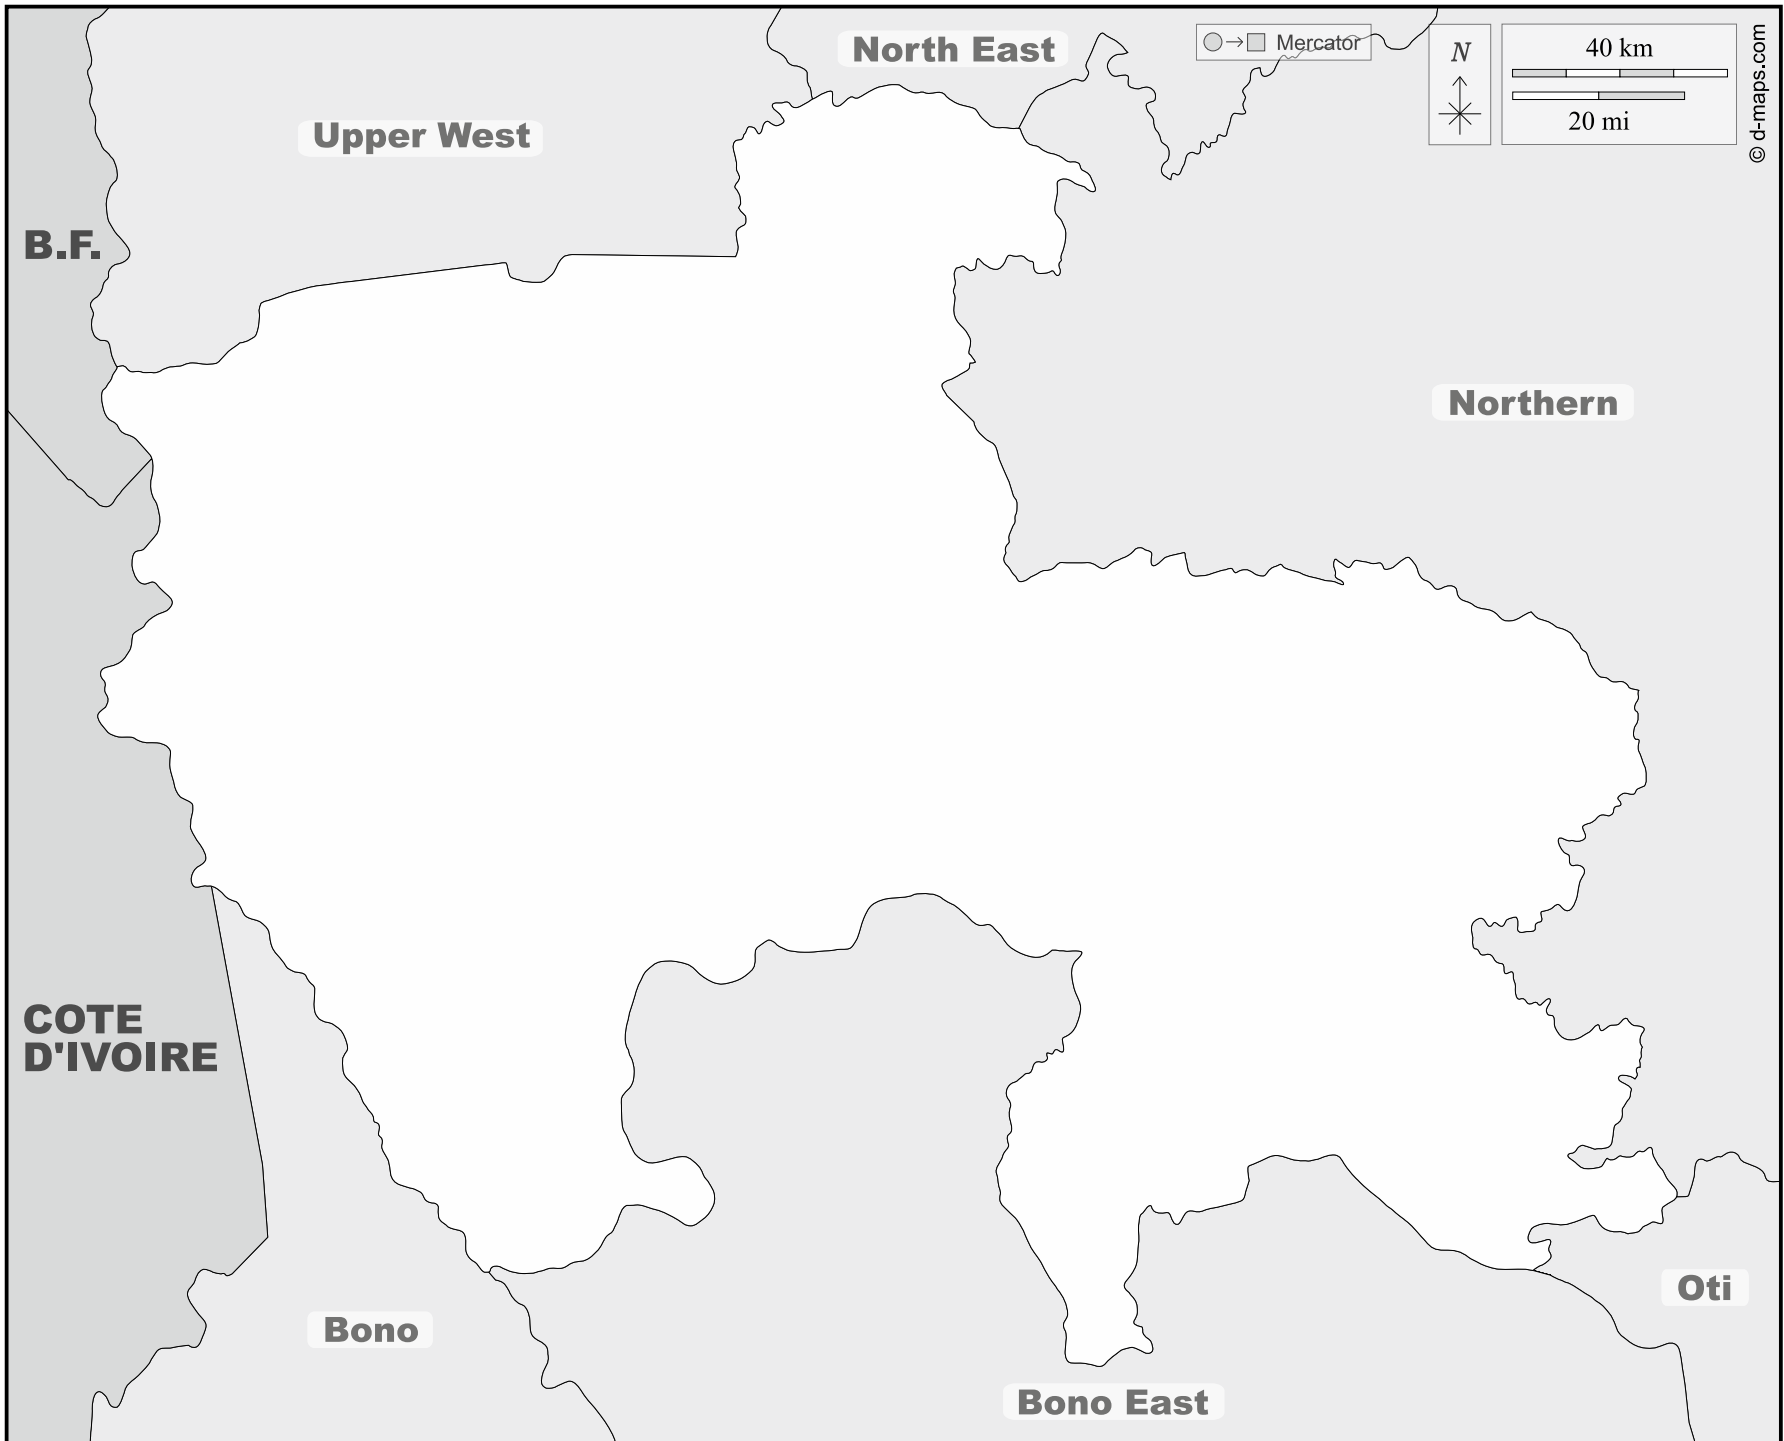 North East
Mercator
N
40 km
20 mi
© d-maps.com
Upper West
B.F.
Northern
COTE
D'IVOIRE
Oti
Bono
Bono East